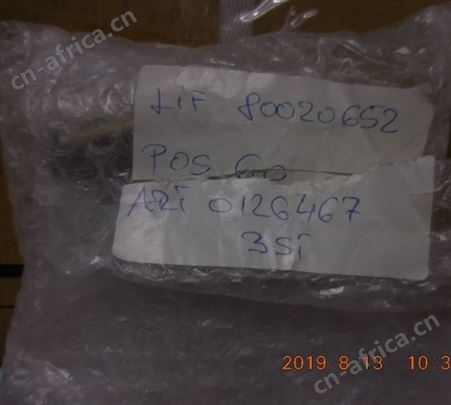 cn-africa.cn
LiF 80020652
POS 60
ART 0126467
3St
2019.8.13 10:3
cn-africa.cn